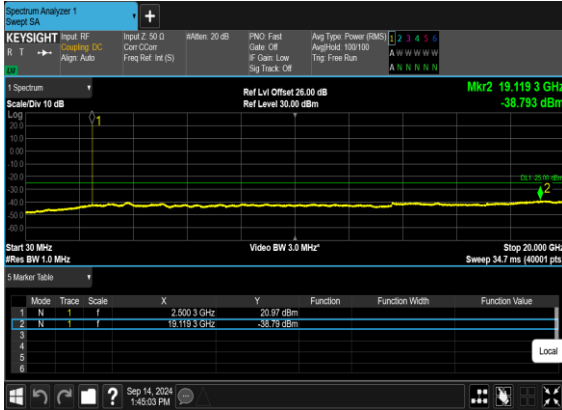 Spectrum Analyzer 1
Swept SA
+
KEYSIGHT Input: RF Input Z: 50 Ω #Atten: 20 dB PNO: Fast Avg Type: Power (RMS) 1 2 3 4 5 6
R T Coupling: DC Corr CCorr Gate: Off Avg|Hold: 100/100 A W W W W W
Align: Auto Freq Ref: Int (S) IF Gain: Low Trig: Free Run
Sig Track: Off A N N N N N
1 Spectrum Ref Lvl Offset 26.00 dB Mkr2 19.119 3 GHz
Scale/Div 10 dB Ref Level 30.00 dBm -38.793 dBm
Log
20.0
10.0
0.00
-10.0
-20.0
-30.0
-40.0
-50.0
-60.0
1
DL1 -25.00 dBm
2
Start 30 MHz Video BW 3.0 MHz* Stop 20.000 GHz
#Res BW 1.0 MHz Sweep 34.7 ms (40001 pts)
5 Marker Table
Mode Trace Scale X Y Function Function Width Function Value
1 N 1 f 2.500 3 GHz 20.97 dBm
2 N 1 f 19.119 3 GHz -38.79 dBm
3
4
5
6
Local
? Sep 14, 2024
1:45:03 PM